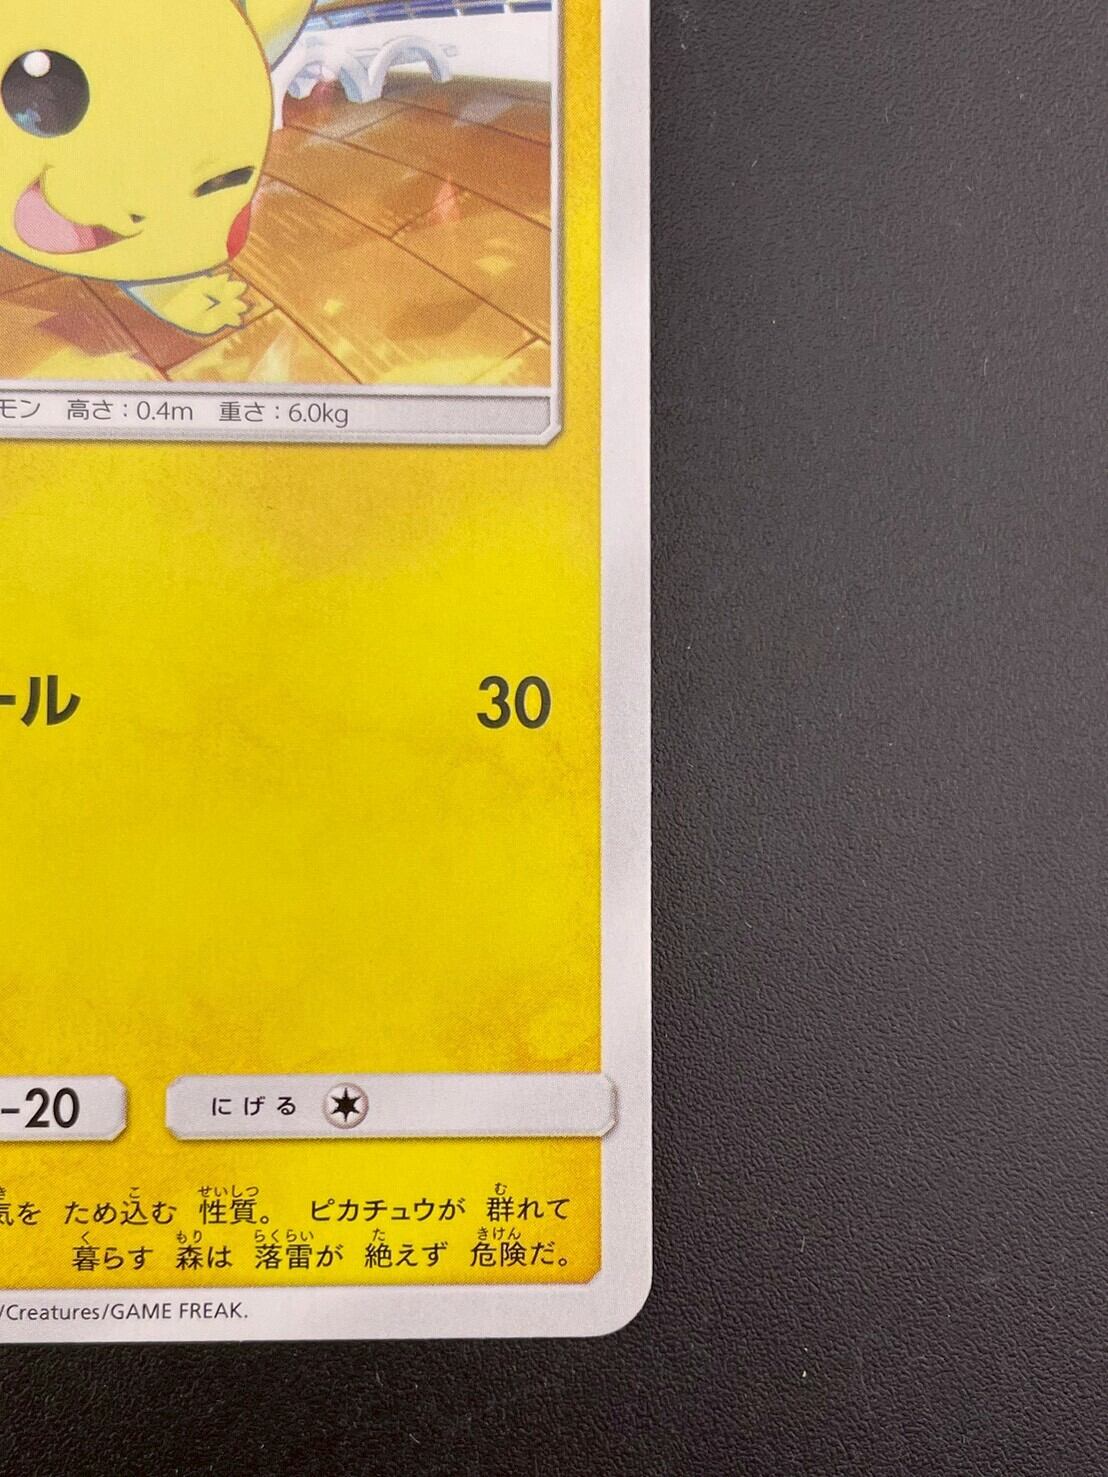 モン 高さ：0.4m 重さ：6.0kg
ール 30
-20 にげる
気を ため込む 性質。 ピカチュウが 群れて
暮らす 森は 落雷が 絶えず 危険だ。
/Creatures/GAME FREAK.